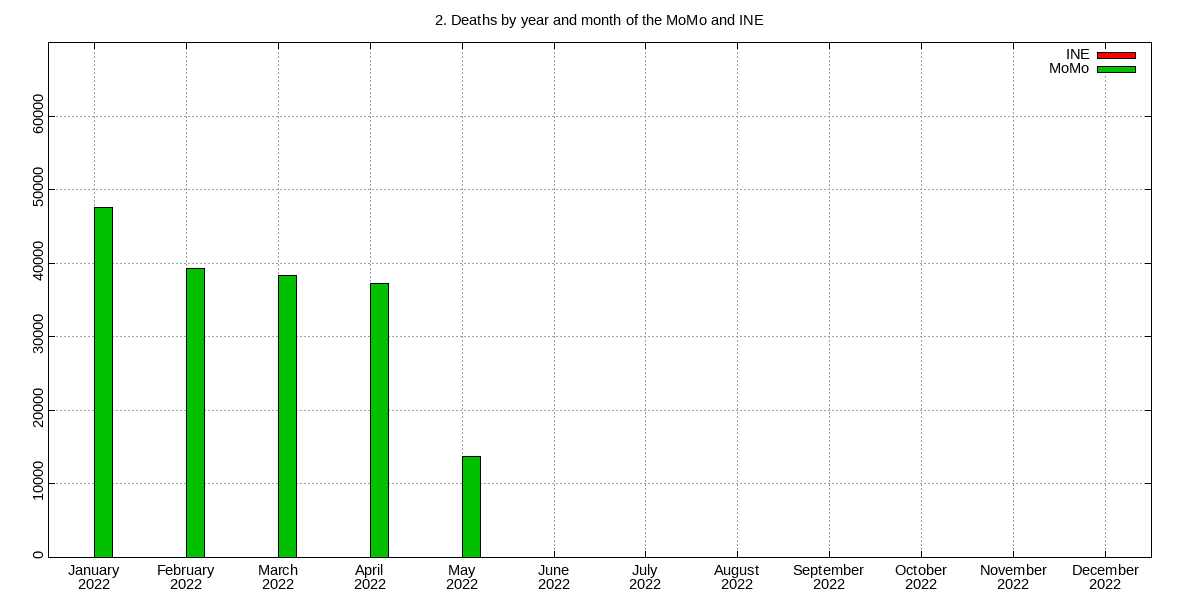 2. Deaths by year and month of the MoMo and INE
INE
MoMo
60000
50000
40000
30000
20000
10000
0
January February March April May June July August September October November December
2022 2022 2022 2022 2022 2022 2022 2022 2022 2022 2022 2022